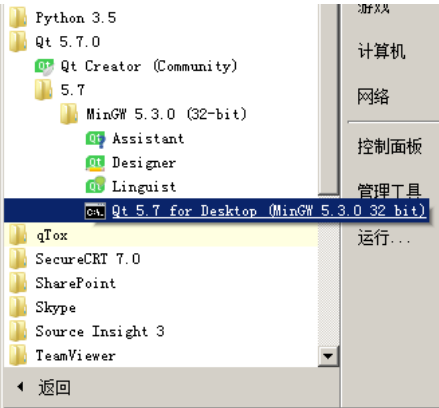 Python 3.5
Qt 5.7.0
Qt Creator (Community)
5.7
MinGW 5.3.0 (32-bit)
Assistant
Designer
Linguist
Qt 5.7 for Desktop (MinGW 5.3.0 32 bit)
qTox
SecureCRT 7.0
SharePoint
Skype
Source Insight 3
TeamViewer
返回
游戏
计算机
网络
控制面板
管理工具
运行...